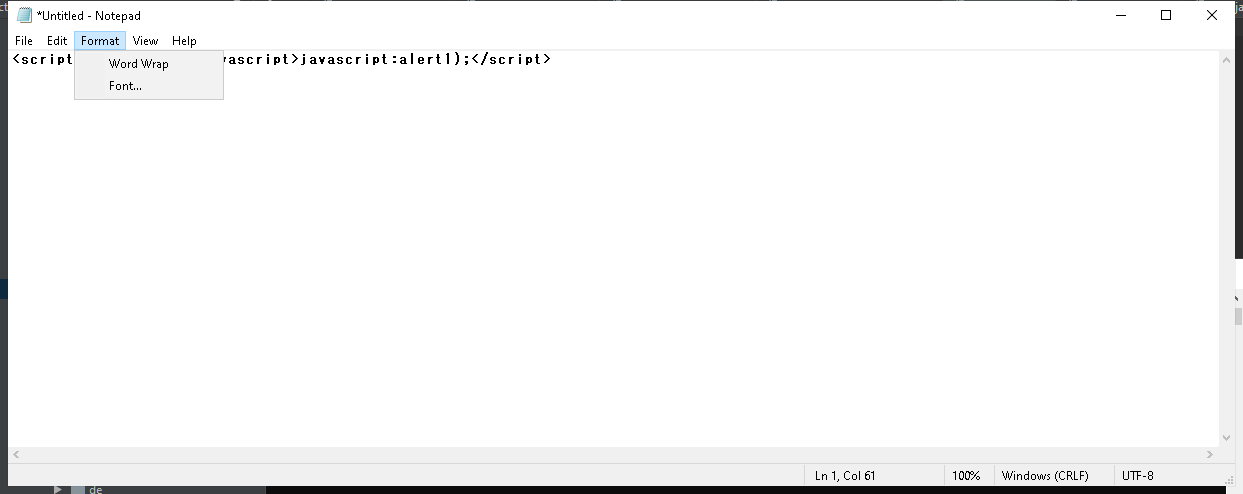 *Untitled - Notepad
File Edit Format View Help
<script vascript>javascript:alert1);</script>
Word Wrap
Font...
Ln 1, Col 61 100% Windows (CRLF) UTF-8
de